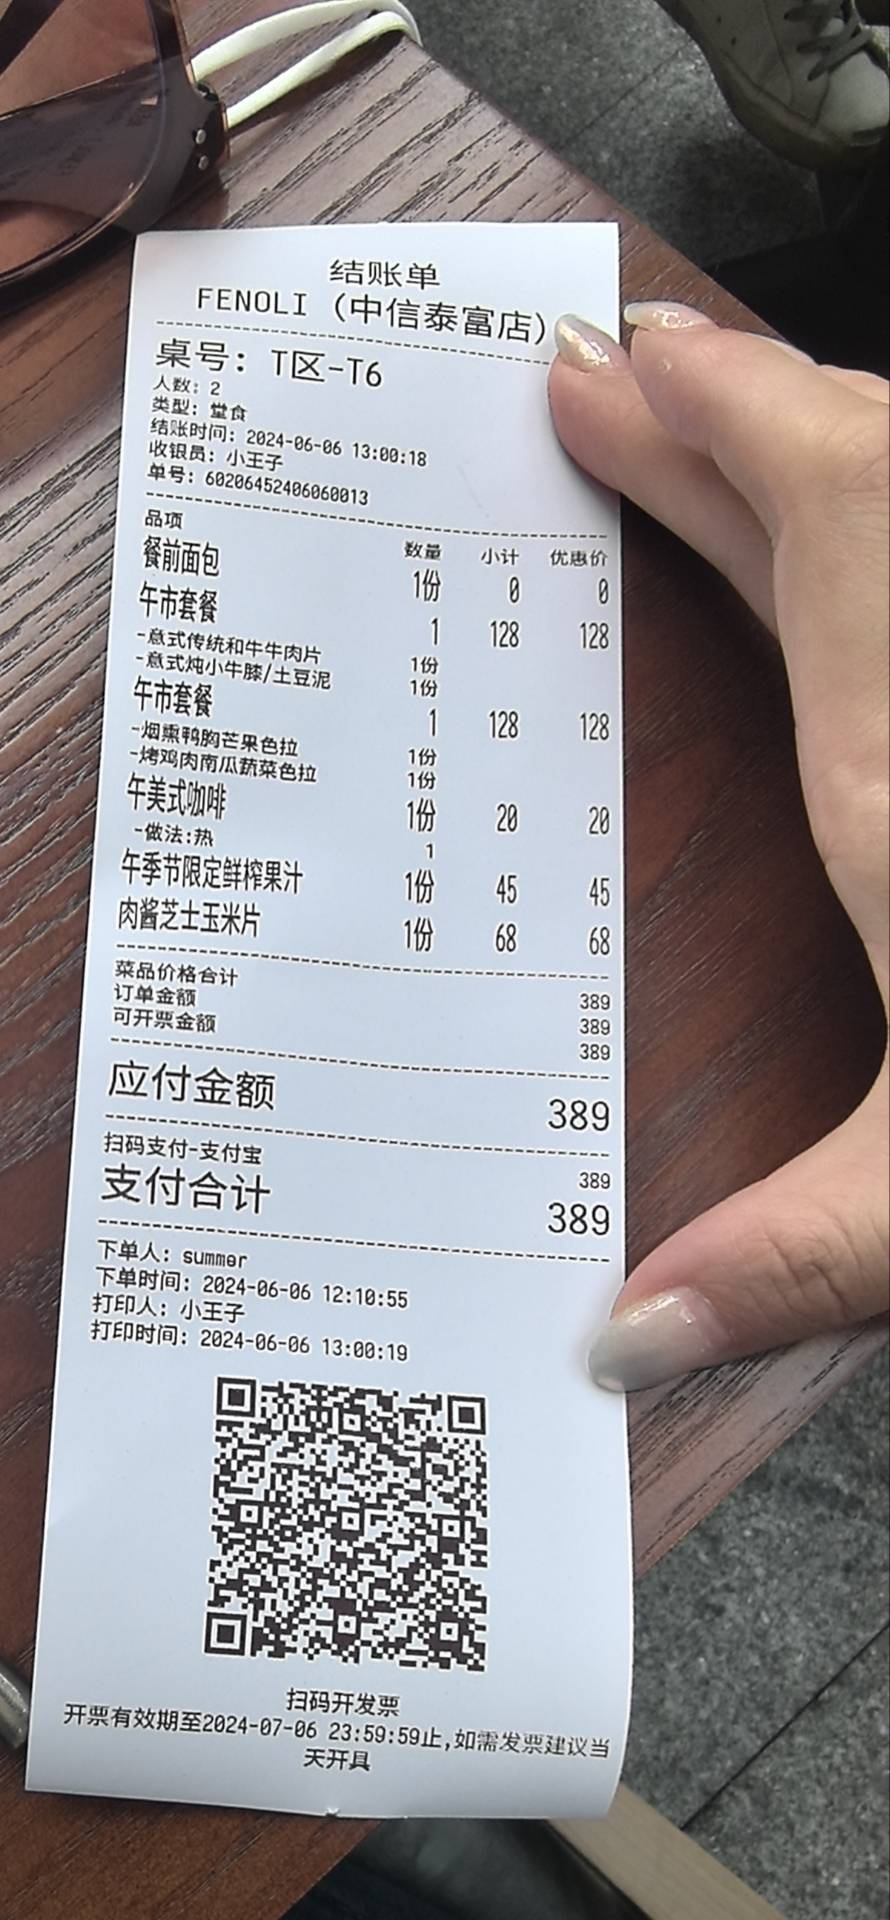 结账单
FENOLI（中信泰富店）
桌号：T区-T6
人数：2
类型：堂食
结账时间：2024-06-06 13:00:18
收银员：小王子
单号：60206452406060013
品项 数量 小计 优惠价
餐前面包 1份 0 0
午市套餐 1 128 128
-意式传统和牛牛肉片 1份
-意式炖小牛膝/土豆泥 1份
午市套餐 1 128 128
-烟熏鸭胸芒果色拉 1份
-烤鸡肉南瓜蔬菜色拉 1份
午美式咖啡 1份 20 20
-做法:热 1
午季节限定鲜榨果汁 1份 45 45
肉酱芝士玉米片 1份 68 68
菜品价格合计 389
订单金额 389
可开票金额 389
应付金额 389
扫码支付-支付宝 389
支付合计 389
下单人：summer
下单时间：2024-06-06 12:10:55
打印人：小王子
打印时间：2024-06-06 13:00:19
扫码开发票
开票有效期至2024-07-06 23:59:59止,如需发票建议当
天开具